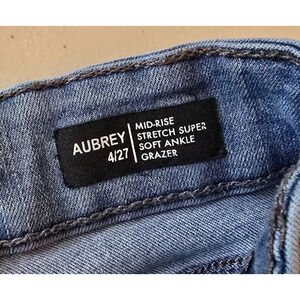 AUBREY
4/27
MID-RISE
STRETCH SUPER
SOFT ANKLE
GRAZER